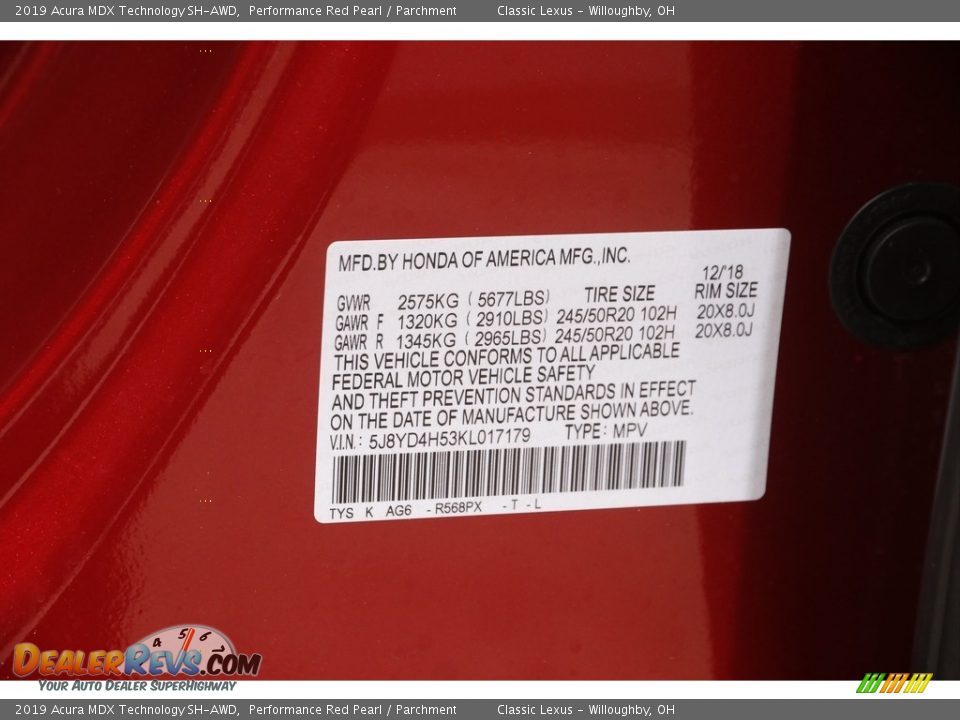 2019 Acura MDX Technology SH-AWD, Performance Red Pearl / Parchment Classic Lexus - Willoughby, OH
MFD.BY HONDA OF AMERICA MFG.,INC.
12/'18
GVWR 2575KG ( 5677LBS) TIRE SIZE RIM SIZE
GAWR F 1320KG ( 2910LBS) 245/50R20 102H 20X8.0J
GAWR R 1345KG ( 2965LBS) 245/50R20 102H 20X8.0J
THIS VEHICLE CONFORMS TO ALL APPLICABLE
FEDERAL MOTOR VEHICLE SAFETY
AND THEFT PREVENTION STANDARDS IN EFFECT
ON THE DATE OF MANUFACTURE SHOWN ABOVE.
V.I.N.: 5J8YD4H53KL017179 TYPE: MPV
TYS K AG6 - R568PX - T - L
4 5 6
DEALERREVS.COM
YOUR AUTO DEALER SUPERHIGHWAY
2019 Acura MDX Technology SH-AWD, Performance Red Pearl / Parchment Classic Lexus - Willoughby, OH